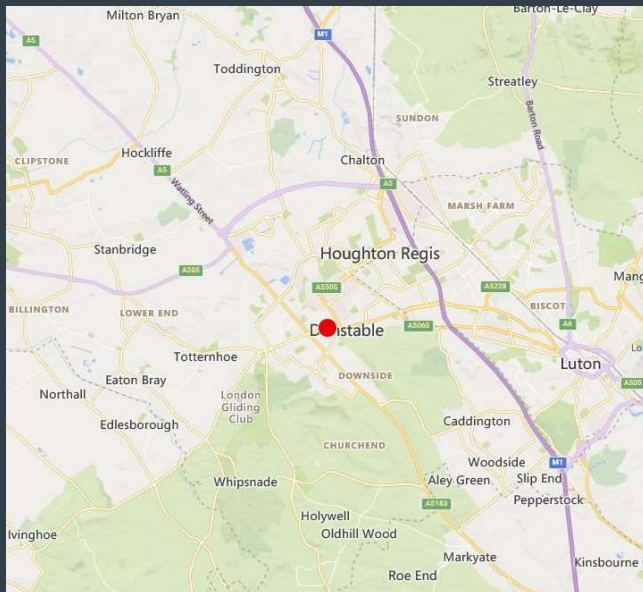 Milton Bryan
Barton-Le-Clay
A5
M1
Toddington
Streatley
SUNDON
Barton Road
Hockliffe
CLIPSTONE
Chalton
A5
A5
Watling Street
MARSH FARM
Stanbridge
Houghton Regis
A505
A5505
A5228
BILLINGTON
LOWER END
BISCOT
Dunstable
A5065
A6
Totternhoe
Luton
Eaton Bray
DOWNSIDE
A505
Northall
London
Gliding
Club
Edlesborough
Caddington
CHURCHEND
Woodside
M1
Whipsnade
Aley Green
Slip End
Pepperstock
A5183
Holywell
Oldhill Wood
Ivinghoe
Markyate
Kinsbourne
Roe End